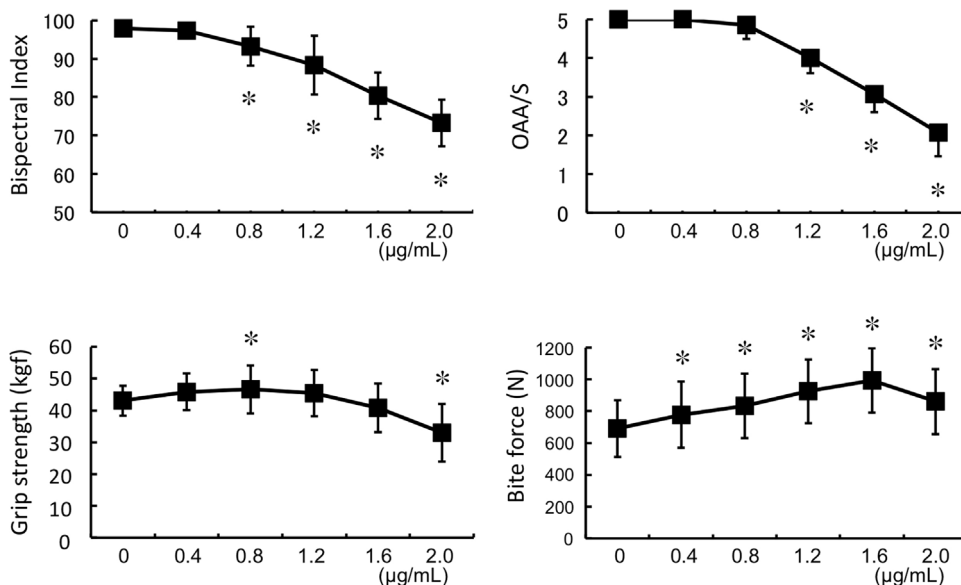 Bispectral Index
100
90
80
70
60
50
*
*
*
*
0 0.4 0.8 1.2 1.6 2.0
(μg/mL)
OAA/S
5
4
3
2
1
0
*
*
*
0 0.4 0.8 1.2 1.6 2.0
(μg/mL)
Grip strength (kgf)
60
50
40
30
20
10
0
*
*
0 0.4 0.8 1.2 1.6 2.0
(μg/mL)
Bite force (N)
1200
1000
800
600
400
200
0
* * * * *
0 0.4 0.8 1.2 1.6 2.0
(μg/mL)